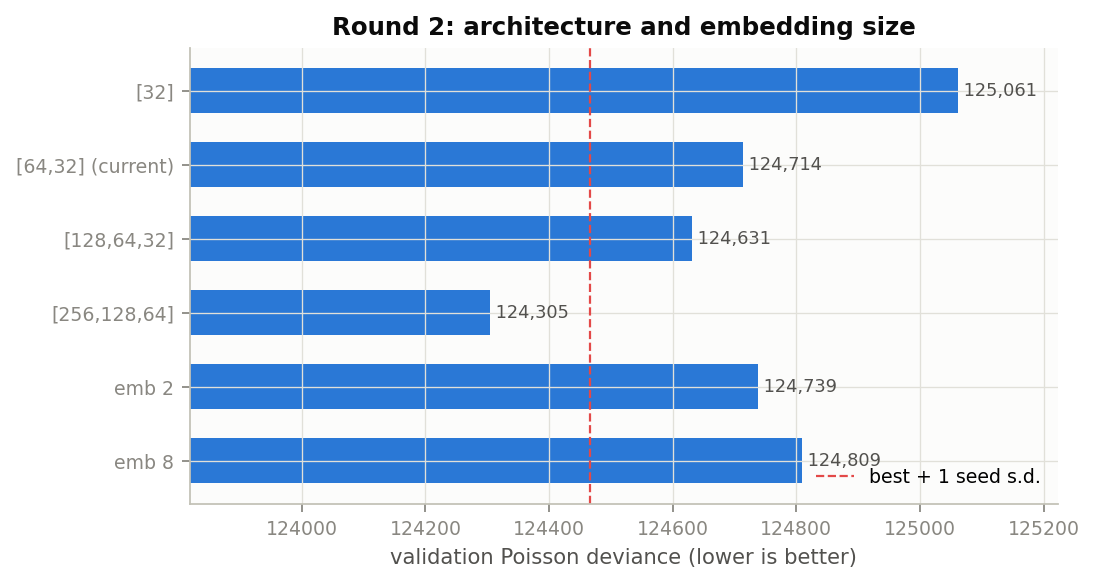 Round 2: architecture and embedding size
[32]
125,061
[64,32] (current)
124,714
[128,64,32]
124,631
[256,128,64]
124,305
emb 2
124,739
emb 8
124,809
best + 1 seed s.d.
124000 124200 124400 124600 124800 125000 125200
validation Poisson deviance (lower is better)